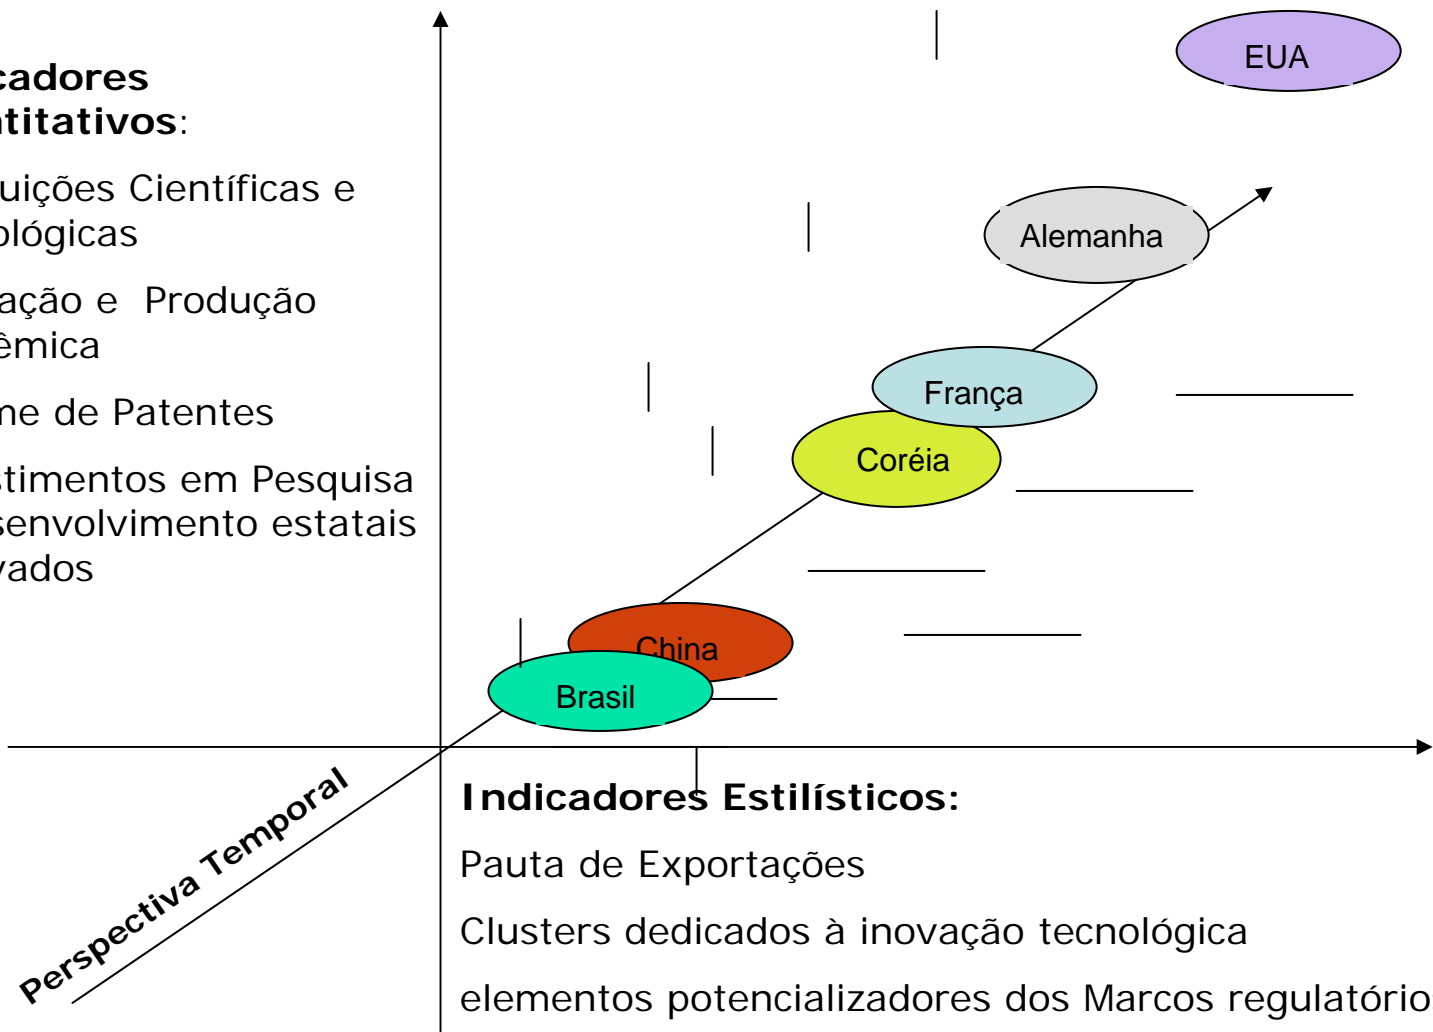 cadores
ntitativos:
uições Científicas e
ológicas
ação e Produção
êmica
me de Patentes
stimentos em Pesquisa
senvolvimento estatais
vados
EUA
Alemanha
França
Coréia
China
Brasil
Perspectiva Temporal
Indicadores Estilísticos:
Pauta de Exportações
Clusters dedicados à inovação tecnológica
elementos potencializadores dos Marcos regulatório